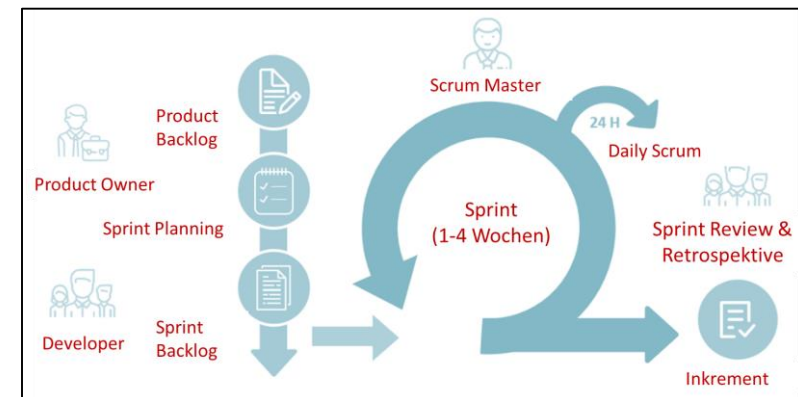 Scrum Master
Product
Backlog
24 H
Daily Scrum
Product Owner
Sprint Planning
Sprint
(1-4 Wochen)
Sprint Review &
Retrospektive
Developer
Sprint
Backlog
Inkrement